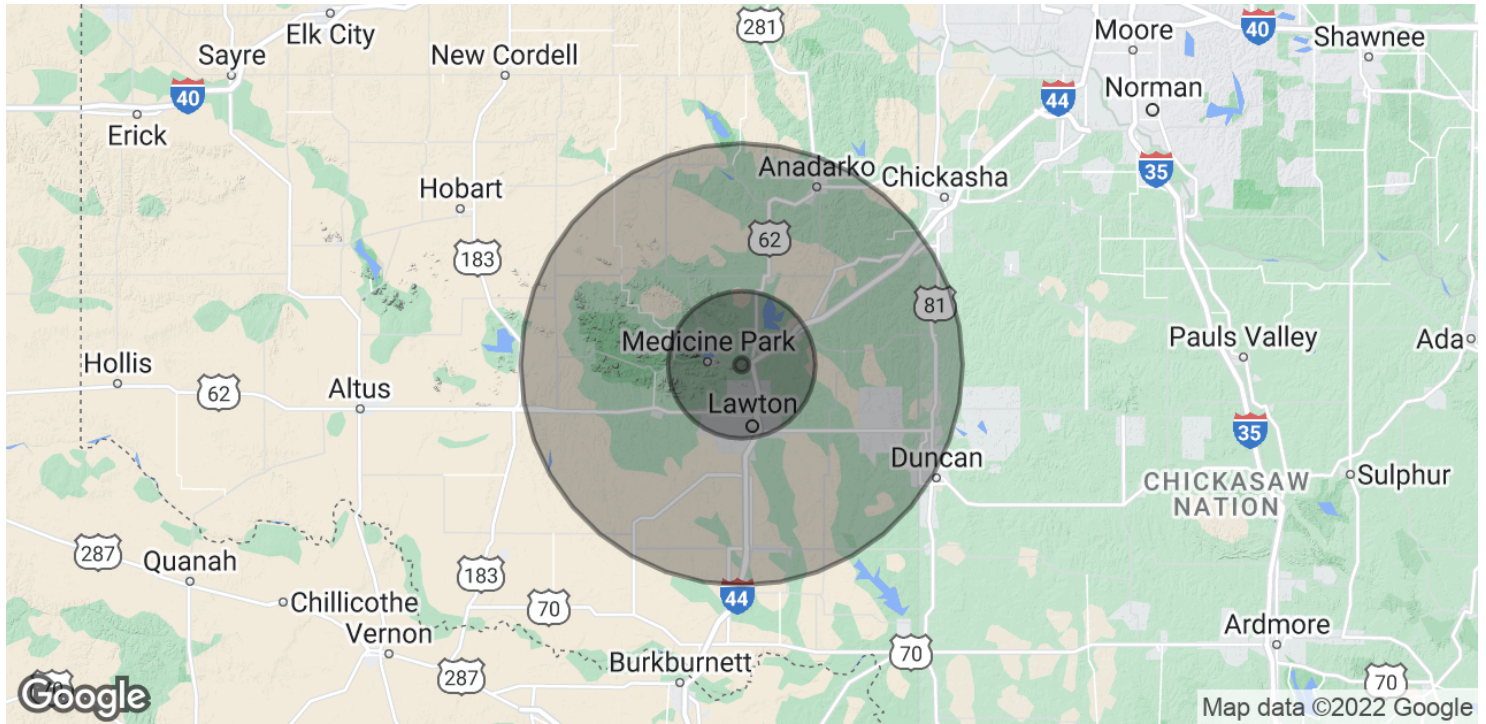 Elk City
281
40
Moore
Shawnee
Sayre
New Cordell
40
44
Norman
Erick
35
Anadarko
Chickasha
Hobart
62
183
81
Medicine Park
Pauls Valley
Ada
Hollis
62
Altus
Lawton
35
Duncan
CHICKASAW
NATION
Sulphur
287
Quanah
183
44
70
Chillicothe
Vernon
Ardmore
70
Burkburnett
287
70
70
Google
Map data ©2022 Google